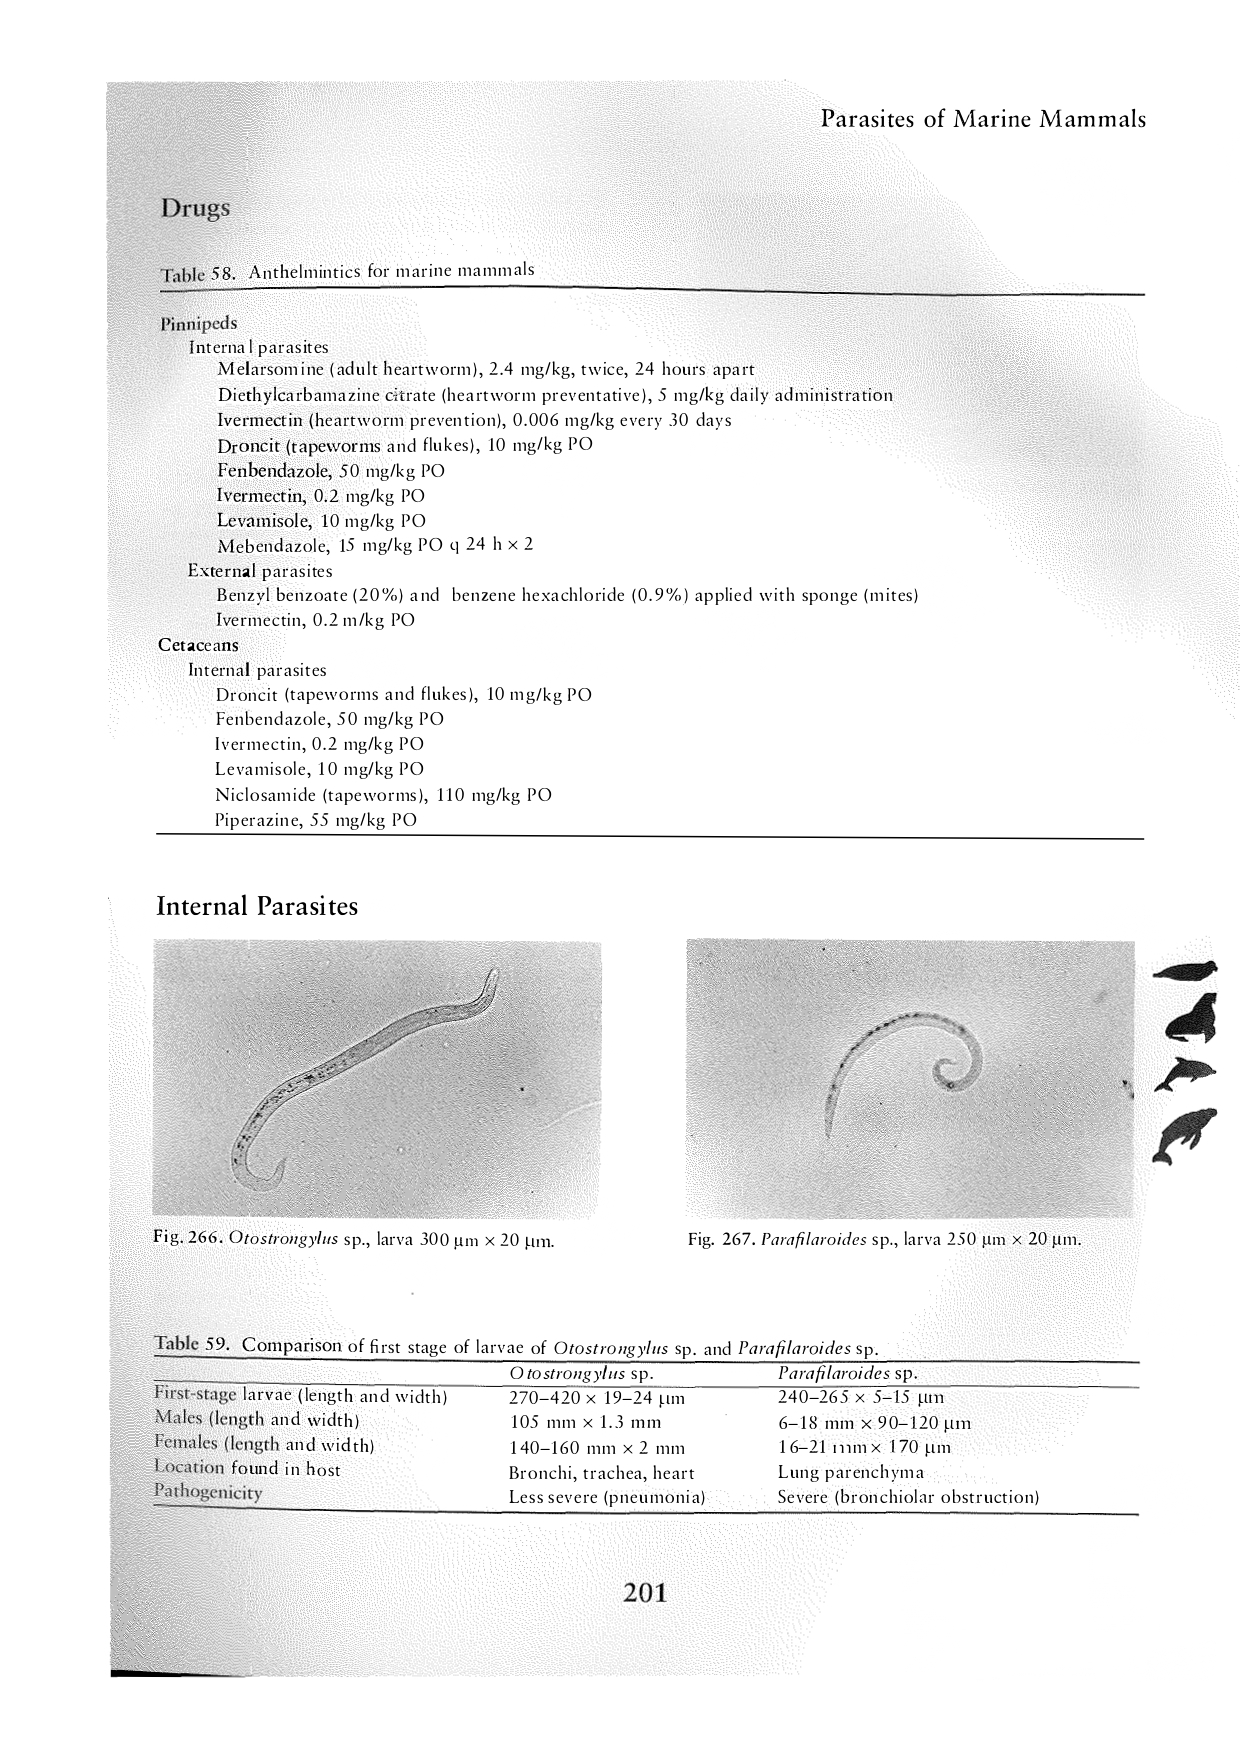 Parasites of Marine Mammals
Drugs
Table 58. Anthelmintics for marine mammals
Pinnipeds
Internal parasites
Melarsomine (adult heartworm), 2.4 mg/kg, twice, 24 hours apart
Diethylcarbamazine citrate (heartworm preventative), 5 mg/kg daily administration
Ivermectin (heartworm prevention), 0.006 mg/kg every 30 days
Droncit (tapeworms and flukes), 10 mg/kg PO
Fenbendazole, 50 mg/kg PO
Ivermectin, 0.2 mg/kg PO
Levamisole, 10 mg/kg PO
Mebendazole, 15 mg/kg PO q 24 h × 2
External parasites
Benzyl benzoate (20%) and benzene hexachloride (0.9%) applied with sponge (mites)
Ivermectin, 0.2 m/kg PO
Cetaceans
Internal parasites
Droncit (tapeworms and flukes), 10 mg/kg PO
Fenbendazole, 50 mg/kg PO
Ivermectin, 0.2 mg/kg PO
Levamisole, 10 mg/kg PO
Niclosamide (tapeworms), 110 mg/kg PO
Piperazine, 55 mg/kg PO
Internal Parasites
Fig. 266. Otostrongylus sp., larva 300 µm × 20 µm.
Fig. 267. Parafilaroides sp., larva 250 µm × 20 µm.
Table 59. Comparison of first stage of larvae of Otostrongylus sp. and Parafilaroides sp.
Otostrongylus sp. Parafilaroides sp.
First-stage larvae (length and width) 270–420 × 19–24 µm 240–265 × 5–15 µm
Males (length and width) 105 mm × 1.3 mm 6–18 mm × 90–120 µm
Females (length and width) 140–160 mm × 2 mm 16–21 mm × 170 µm
Location found in host Bronchi, trachea, heart Lung parenchyma
Pathogenicity Less severe (pneumonia) Severe (bronchiolar obstruction)
201